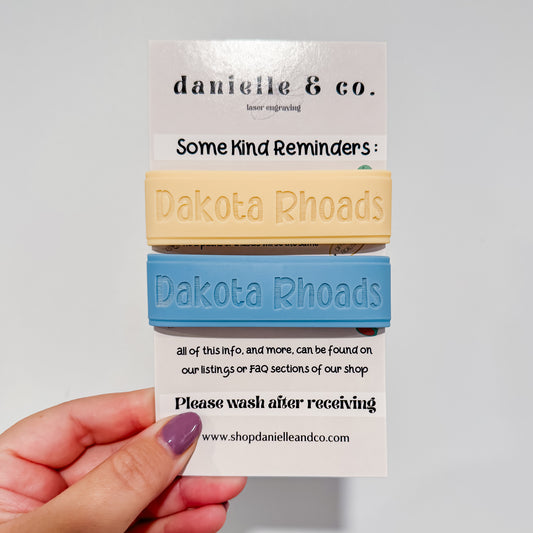 danielle & co.
laser engraving
Some Kind Reminders:
Dakota Rhoads
Dakota Rhoads
all of this info, and more, can be found on
our listings or FAQ sections of our shop
Please wash after receiving
www.shopdanielleandco.com